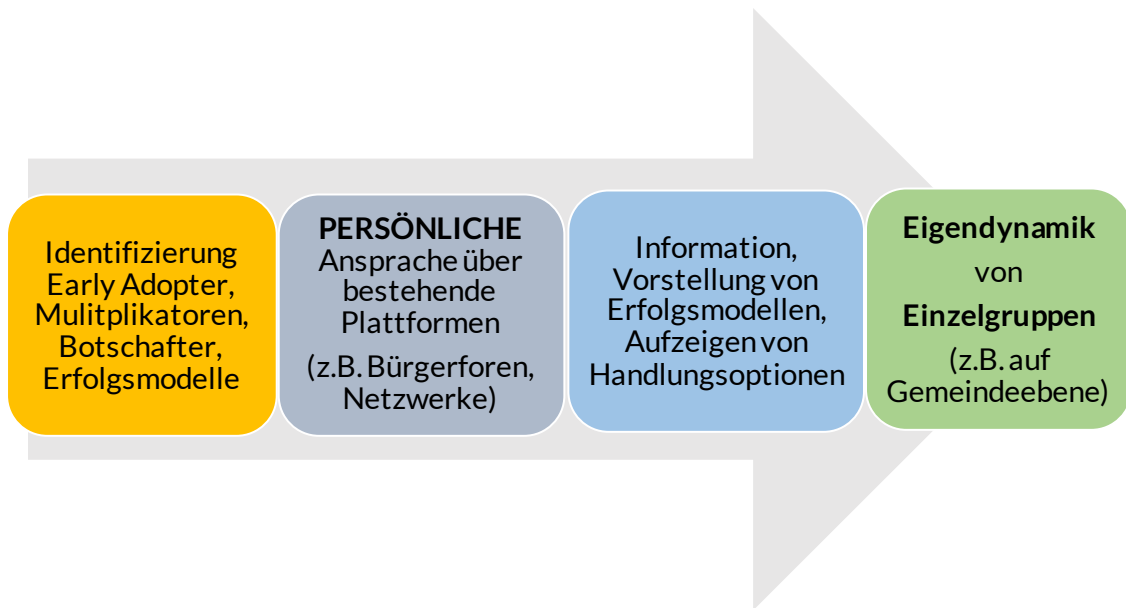 Identifizierung
Early Adopter,
Mulitplikatoren,
Botschafter,
Erfolgsmodelle
PERSÖNLICHE
Ansprache über
bestehende
Plattformen
(z.B. Bürgerforen,
Netzwerke)
Information,
Vorstellung von
Erfolgsmodellen,
Aufzeigen von
Handlungsoptionen
Eigendynamik
von
Einzelgruppen
(z.B. auf
Gemeindeebene)